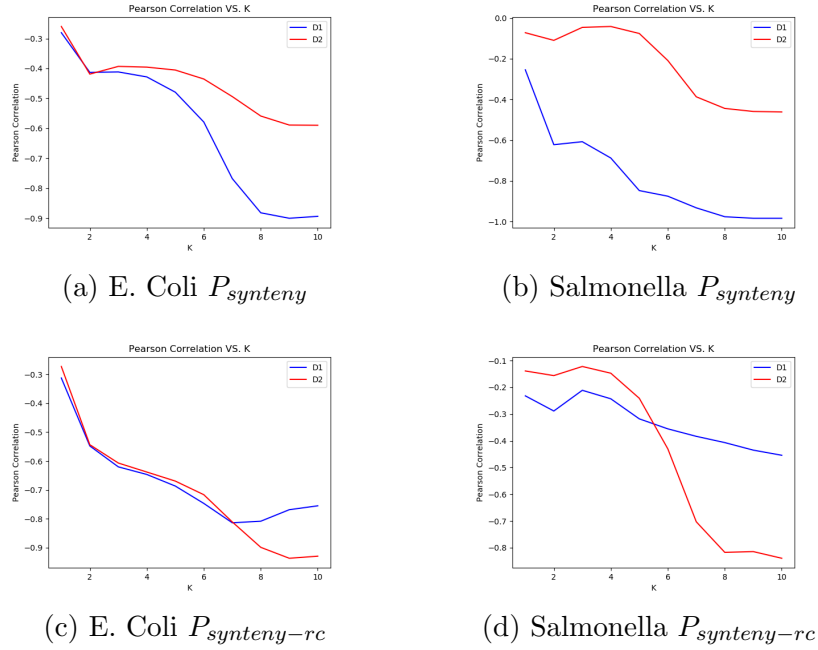 Pearson Correlation VS. K
D1
D2
-0.3
-0.4
-0.5
-0.6
-0.7
-0.8
-0.9
Pearson Correlation
2
4
6
8
10
K
(a) E. Coli P_synteny
Pearson Correlation VS. K
D1
D2
0.0
-0.2
-0.4
-0.6
-0.8
-1.0
Pearson Correlation
2
4
6
8
10
K
(b) Salmonella P_synteny
Pearson Correlation VS. K
D1
D2
-0.3
-0.4
-0.5
-0.6
-0.7
-0.8
-0.9
Pearson Correlation
2
4
6
8
10
K
(c) E. Coli P_synteny−rc
Pearson Correlation VS. K
D1
D2
-0.1
-0.2
-0.3
-0.4
-0.5
-0.6
-0.7
-0.8
Pearson Correlation
2
4
6
8
10
K
(d) Salmonella P_synteny−rc